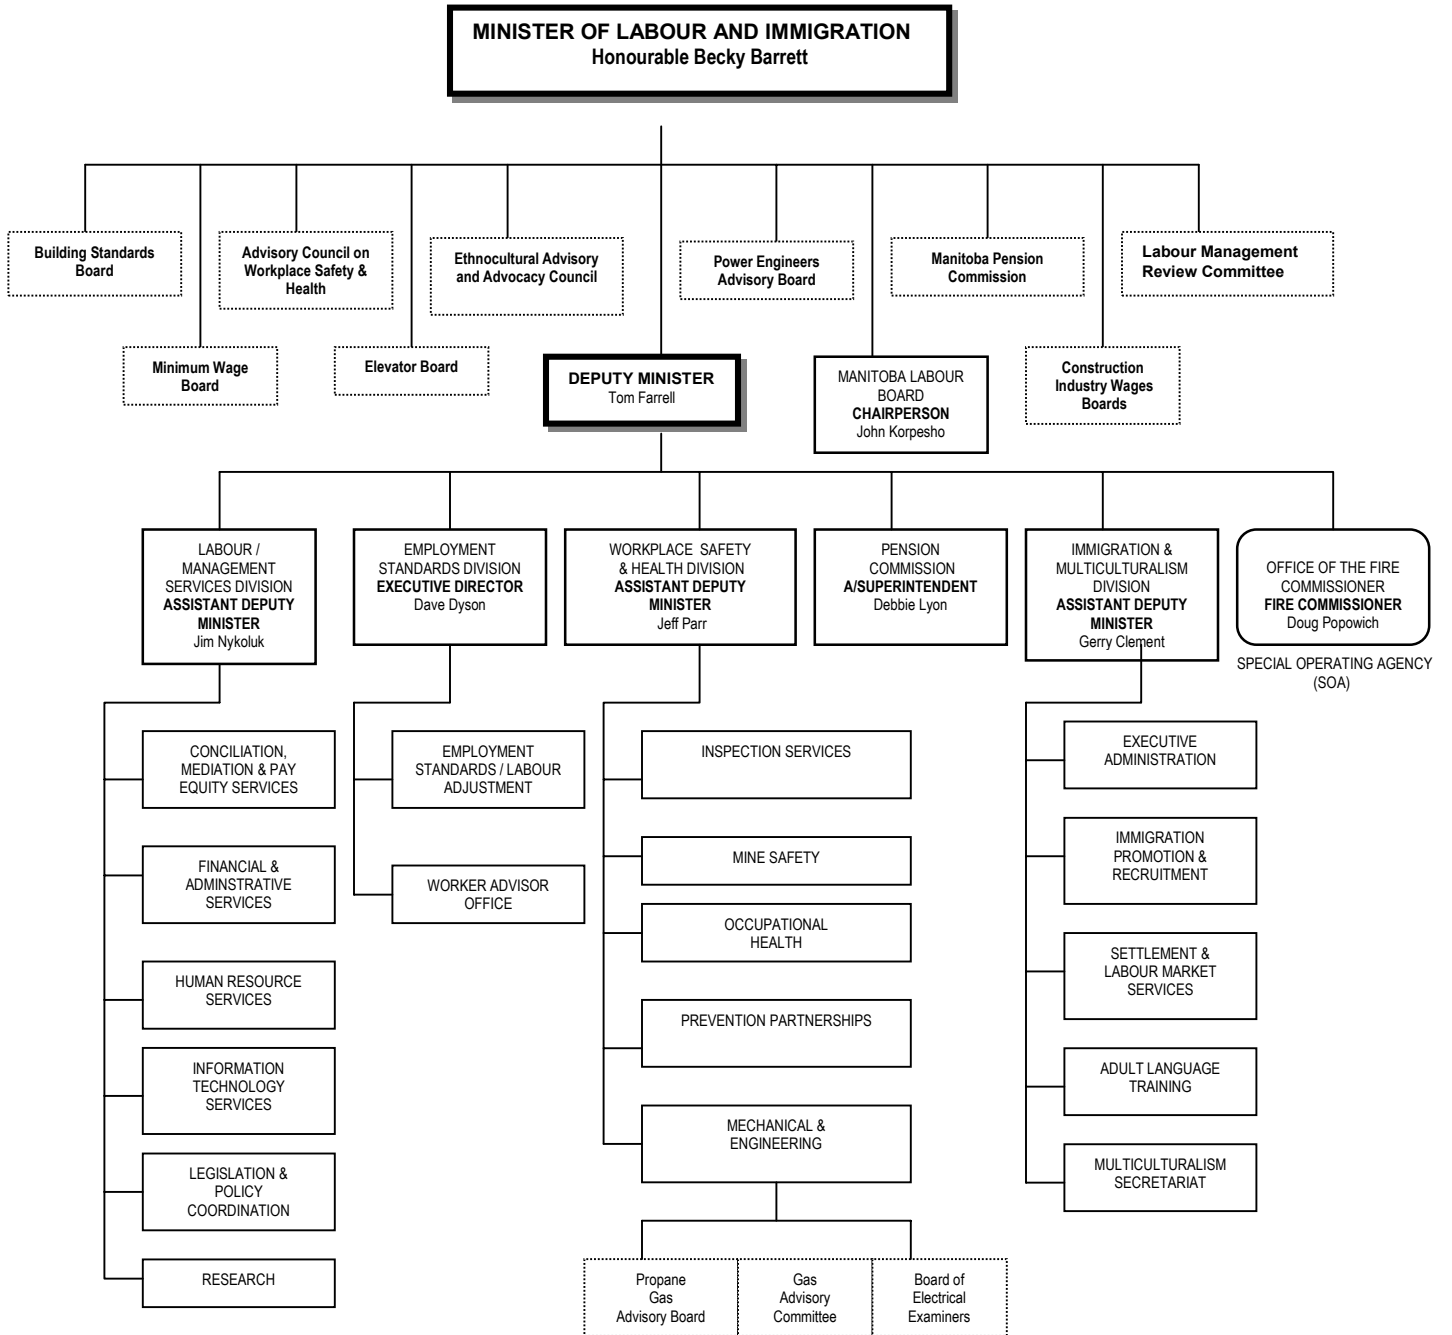 MINISTER OF LABOUR AND IMMIGRATION
Honourable Becky Barrett
Building Standards
Board
Advisory Council on
Workplace Safety &
Health
Ethnocultural Advisory
and Advocacy Council
Power Engineers
Advisory Board
Manitoba Pension
Commission
Labour Management
Review Committee
Minimum Wage
Board
Elevator Board
DEPUTY MINISTER
Tom Farrell
MANITOBA LABOUR
BOARD
CHAIRPERSON
John Korpesho
Construction
Industry Wages
Boards
LABOUR /
MANAGEMENT
SERVICES DIVISION
ASSISTANT DEPUTY
MINISTER
Jim Nykoluk
EMPLOYMENT
STANDARDS DIVISION
EXECUTIVE DIRECTOR
Dave Dyson
WORKPLACE SAFETY
& HEALTH DIVISION
ASSISTANT DEPUTY
MINISTER
Jeff Parr
PENSION
COMMISSION
A/SUPERINTENDENT
Debbie Lyon
IMMIGRATION &
MULTICULTURALISM
DIVISION
ASSISTANT DEPUTY
MINISTER
Gerry Clement
OFFICE OF THE FIRE
COMMISSIONER
FIRE COMMISSIONER
Doug Popowich
SPECIAL OPERATING AGENCY
(SOA)
CONCILIATION,
MEDIATION & PAY
EQUITY SERVICES
FINANCIAL &
ADMINSTRATIVE
SERVICES
HUMAN RESOURCE
SERVICES
INFORMATION
TECHNOLOGY
SERVICES
LEGISLATION &
POLICY
COORDINATION
RESEARCH
EMPLOYMENT
STANDARDS / LABOUR
ADJUSTMENT
WORKER ADVISOR
OFFICE
INSPECTION SERVICES
MINE SAFETY
OCCUPATIONAL
HEALTH
PREVENTION PARTNERSHIPS
MECHANICAL &
ENGINEERING
Propane
Gas
Advisory Board
Gas
Advisory
Committee
Board of
Electrical
Examiners
EXECUTIVE
ADMINISTRATION
IMMIGRATION
PROMOTION &
RECRUITMENT
SETTLEMENT &
LABOUR MARKET
SERVICES
ADULT LANGUAGE
TRAINING
MULTICULTURALISM
SECRETARIAT